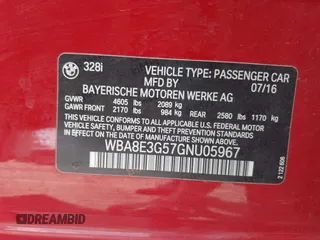 328i
VEHICLE TYPE: PASSENGER CAR
07/16
BAYERISCHE MOTOREN WERKE AG
GVWR 4605 lbs 2089 kg
GAWR FRONT 2170 lbs 984 kg REAR 2580 lbs 1170 kg
THIS VEHICLE CONFORMS TO ALL APPLICABLE
U.S. FEDERAL MOTOR VEHICLE SAFETY, BUMPER,
AND THEFT PREVENTION STANDARDS IN EFFECT ON
THE DATE OF MANUFACTURE SHOWN ABOVE.
WBA8E3G57GNU05967
DREAMBID